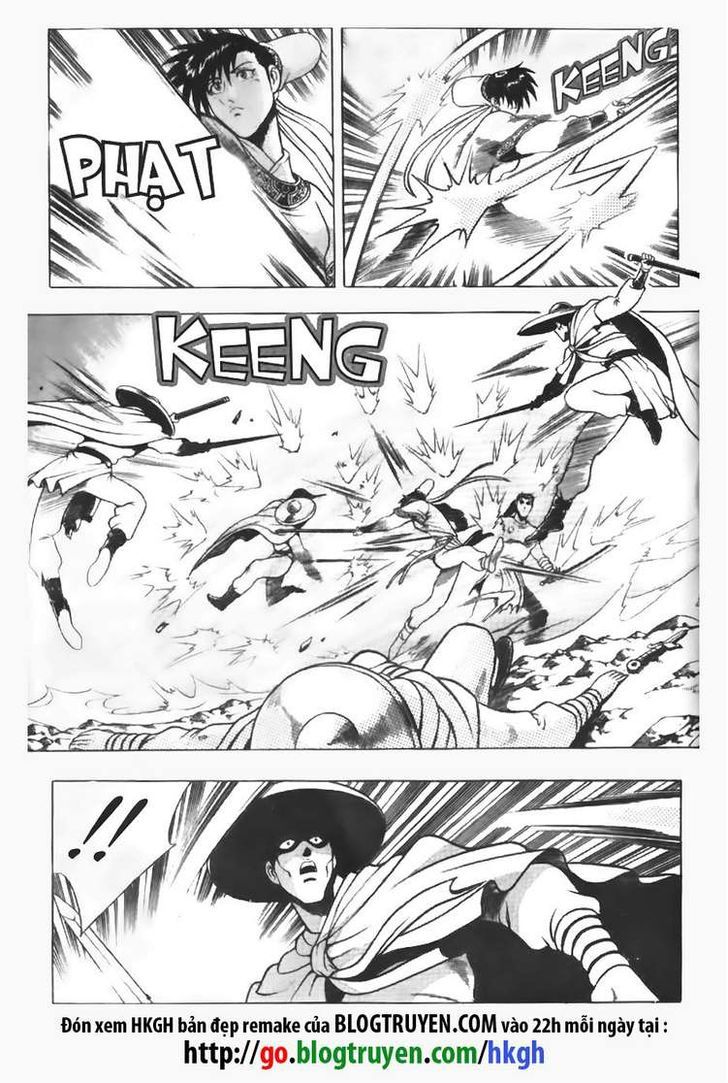 PHẠT
KEENG
KEENG
!!
Đón xem HKGH bản đẹp remake của BLOGTRUYEN.COM vào 22h mỗi ngày tại :
http://go.blogtruyen.com/hkgh